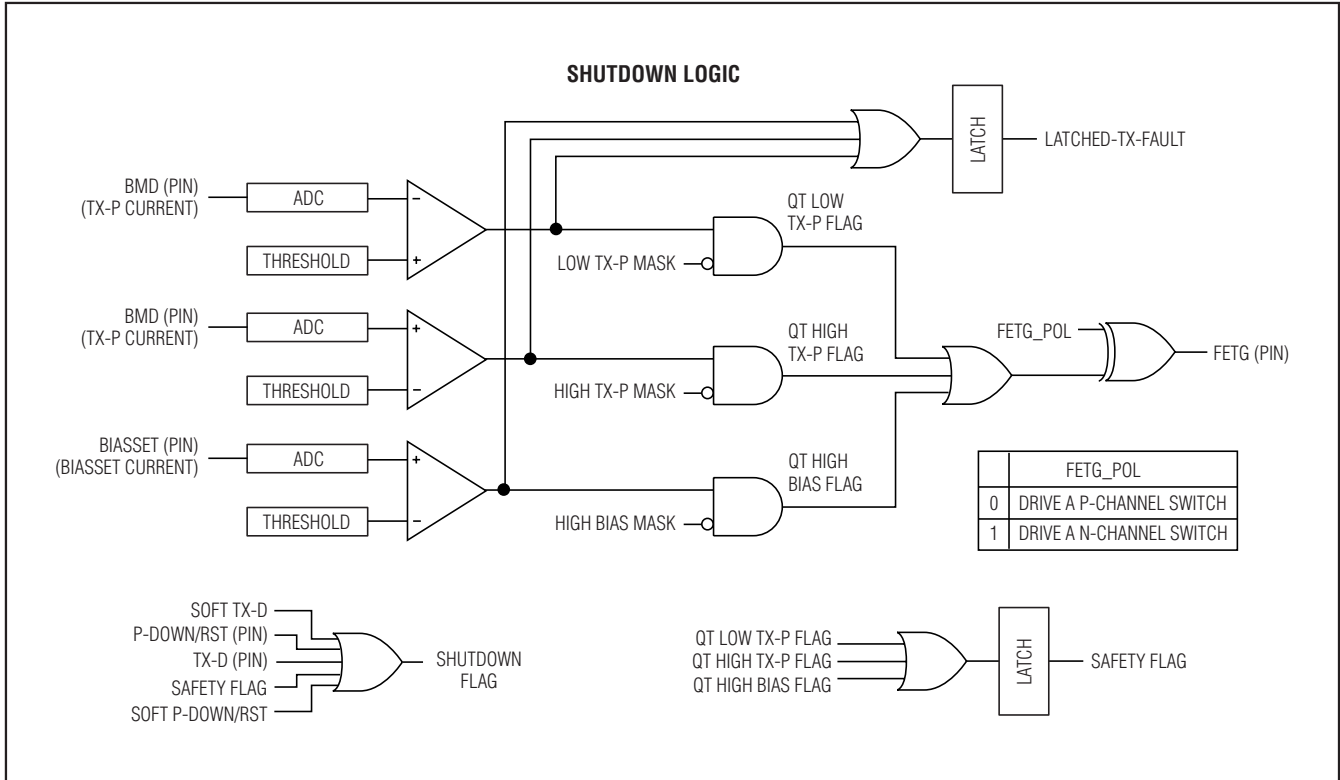 SHUTDOWN LOGIC
LATCH
LATCHED-TX-FAULT
BMD (PIN)
(TX-P CURRENT)
ADC
−
THRESHOLD
+
QT LOW
TX-P FLAG
LOW TX-P MASK
BMD (PIN)
(TX-P CURRENT)
ADC
+
THRESHOLD
−
QT HIGH
TX-P FLAG
HIGH TX-P MASK
FETG_POL
FETG (PIN)
BIASSET (PIN)
(BIASSET CURRENT)
ADC
+
THRESHOLD
−
QT HIGH
BIAS FLAG
HIGH BIAS MASK
FETG_POL
0 DRIVE A P-CHANNEL SWITCH
1 DRIVE A N-CHANNEL SWITCH
SOFT TX-D
P-DOWN/RST (PIN)
TX-D (PIN)
SAFETY FLAG
SOFT P-DOWN/RST
SHUTDOWN
FLAG
QT LOW TX-P FLAG
QT HIGH TX-P FLAG
QT HIGH BIAS FLAG
LATCH
SAFETY FLAG